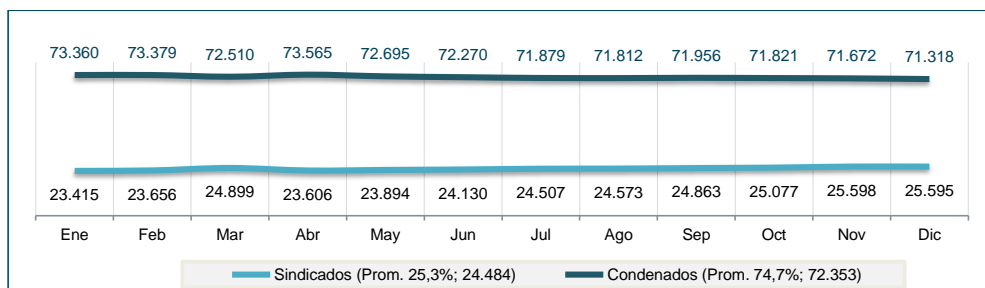 73.360 73.379 72.510 73.565 72.695 72.270 71.879 71.812 71.956 71.821 71.672 71.318
23.415 23.656 24.899 23.606 23.894 24.130 24.507 24.573 24.863 25.077 25.598 25.595
Ene Feb Mar Abr May Jun Jul Ago Sep Oct Nov Dic
Sindicados (Prom. 25,3%; 24.484) Condenados (Prom. 74,7%; 72.353)